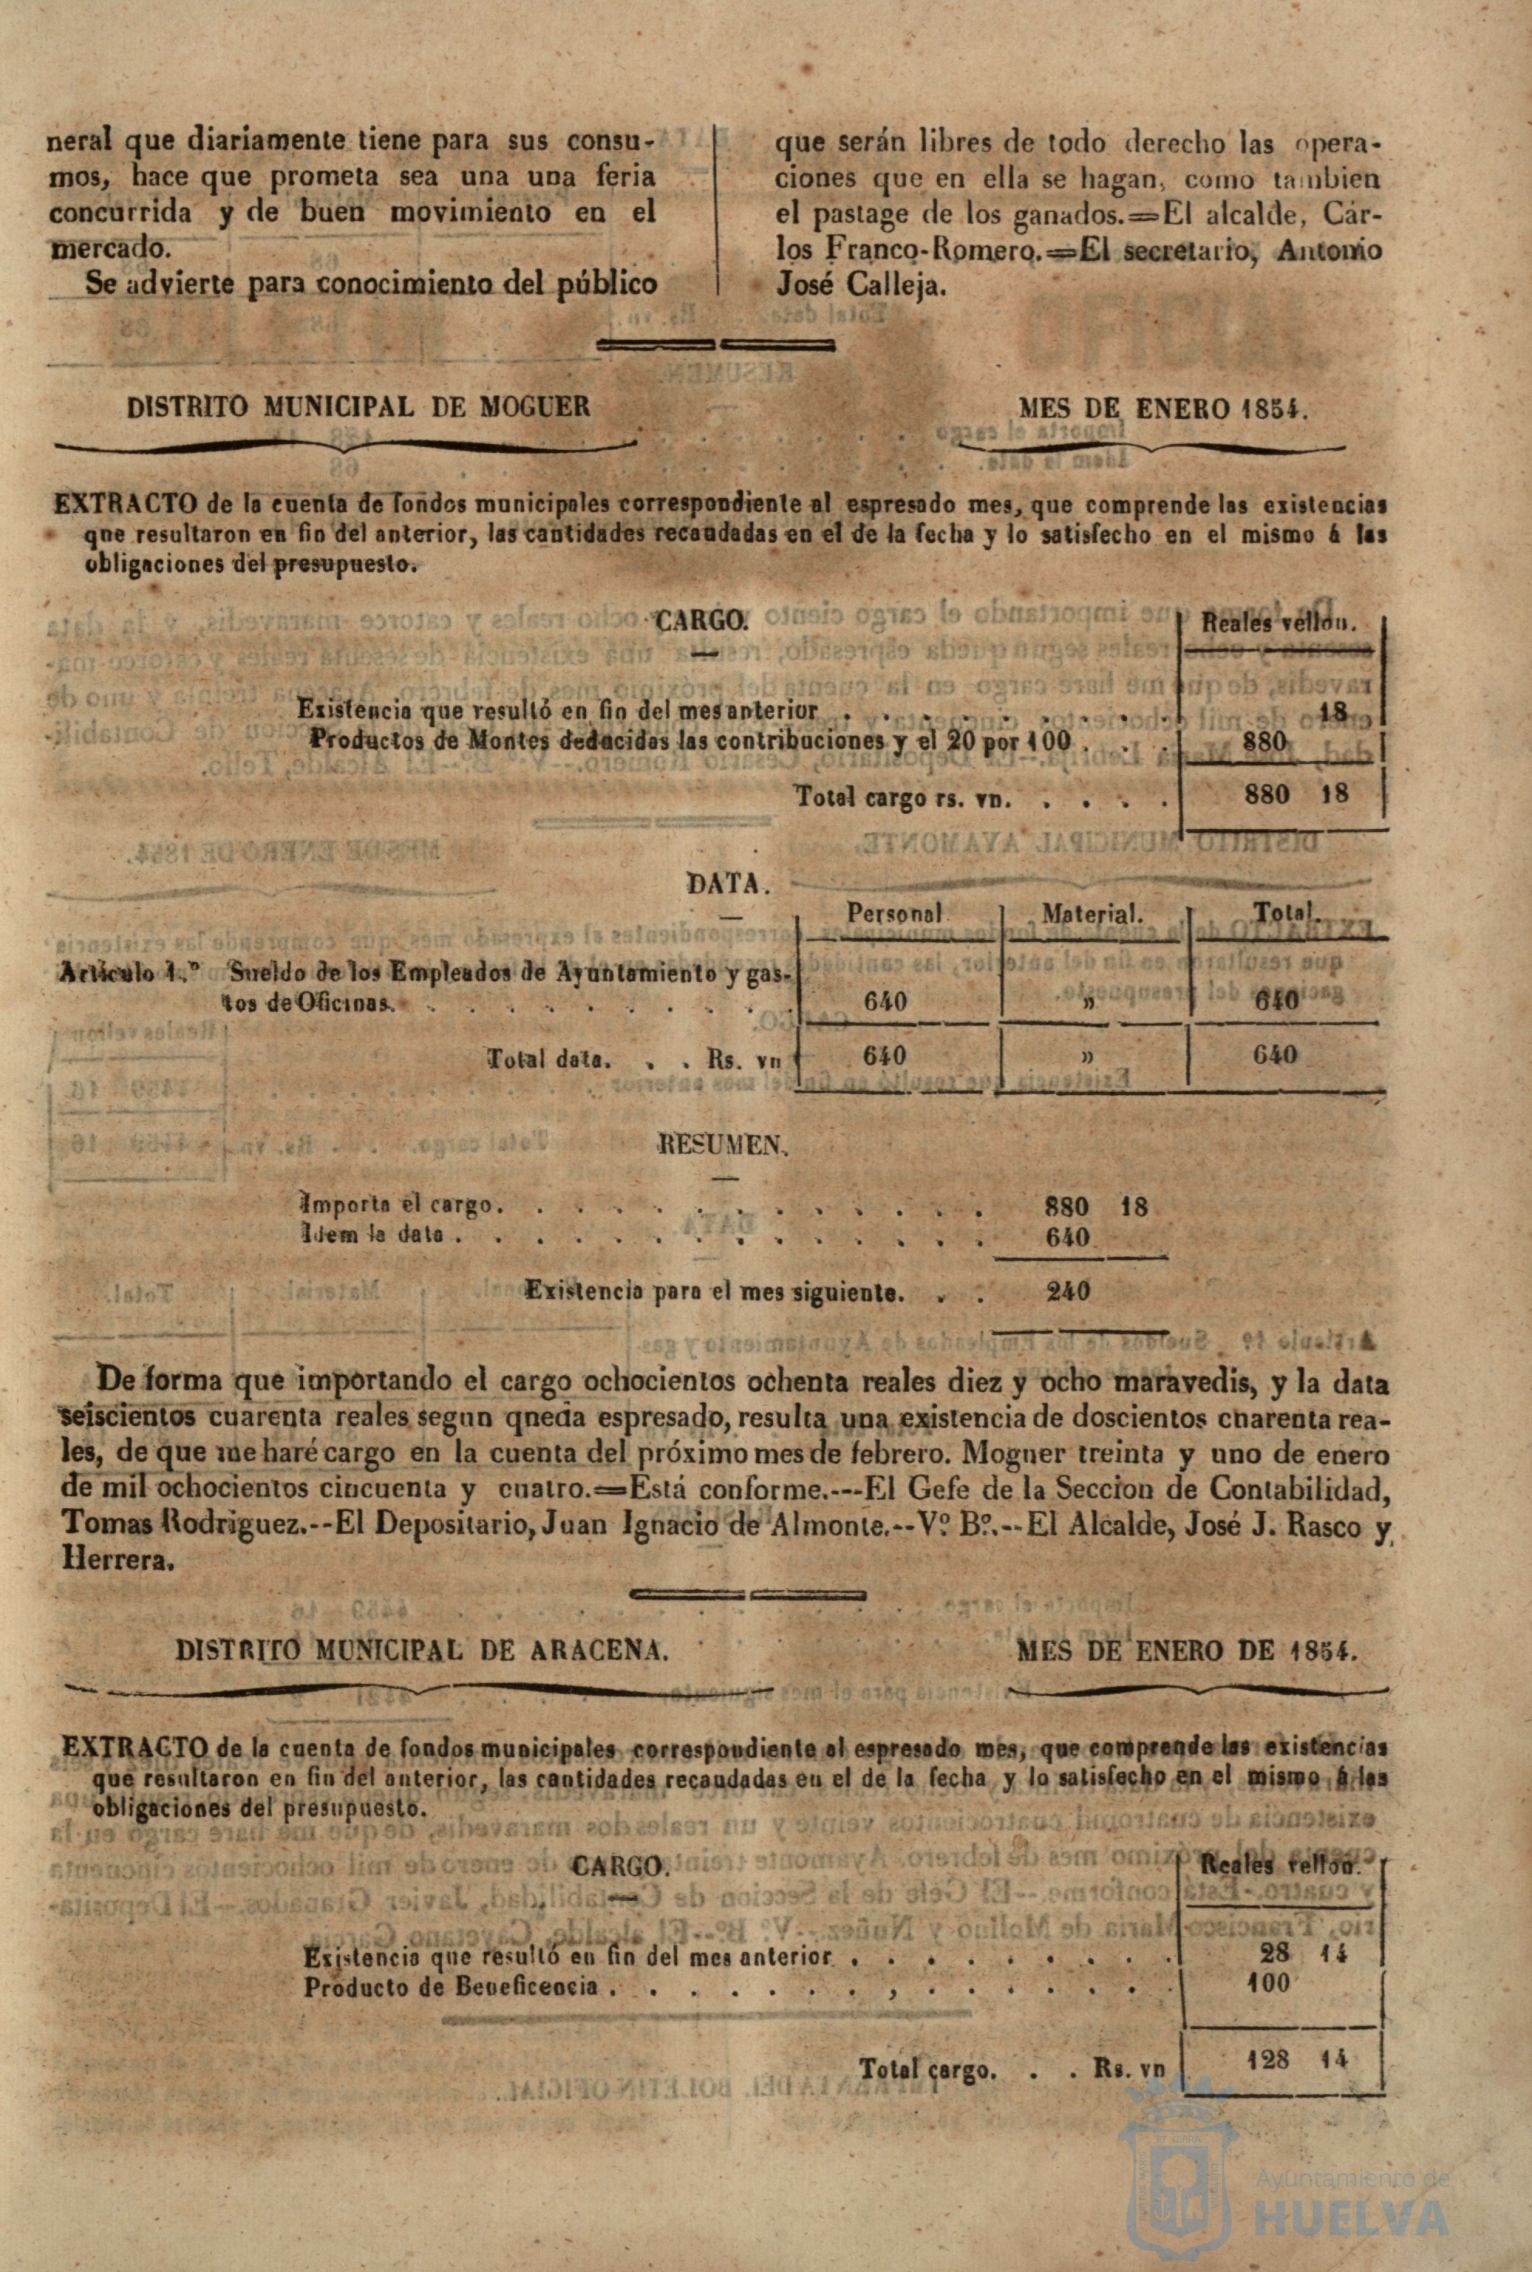 neral que diariamente tiene para sus consu-
mos, hace que prometa sea una una feria
concurrida y de buen movimiento en el
mercado.
Se advierte para conocimiento del público
que serán libres de todo derecho las opera-
ciones que en ella se hagan, como tambien
el pastage de los ganados.=El alcalde, Cár-
los Franco-Romero.=El secretario, Antonio
José Calleja.
DISTRITO MUNICIPAL DE MOGUER
MES DE ENERO 1854.
EXTRACTO de la cuenta de fondos municipales correspondiente al espresado mes, que comprende las existencias
que resultaron en fin del anterior, las cantidades recaudadas en el de la fecha y lo satisfecho en el mismo á las
obligaciones del presupuesto.
CARGO.
Reales vellon.
Existencia que resultó en fin del mes anterior . . . . . . . . . 18
Productos de Montes deducidas las contribuciones y el 20 por 100 . . . 880
Total cargo rs. vn. . . . . 880 18
DATA.
Personal Material. Total.
Artículo 1.º Sueldo de los Empleados de Ayuntamiento y gas-
tos de Oficinas. . . . . . . . . . . 640 » 640
Total data. . . Rs. vn 640 » 640
RESUMEN.
Importa el cargo. . . . . . . . . . . . . 880 18
Idem la data . . . . . . . . . . . . . . 640
Existencia para el mes siguiente. . . 240
De forma que importando el cargo ochocientos ochenta reales diez y ocho maravedis, y la data
seiscientos cuarenta reales segun queda espresado, resulta una existencia de doscientos cuarenta rea-
les, de que me haré cargo en la cuenta del próximo mes de febrero. Moguer treinta y uno de enero
de mil ochocientos cincuenta y cuatro.=Está conforme.---El Gefe de la Seccion de Contabilidad,
Tomas Rodriguez.--El Depositario, Juan Ignacio de Almonte.--Vº Bº.--El Alcalde, José J. Rasco y
Herrera.
DISTRITO MUNICIPAL DE ARACENA.
MES DE ENERO DE 1854.
EXTRACTO de la cuenta de fondos municipales correspondiente al espresado mes, que comprende las existencias
que resultaron en fin del anterior, las cantidades recaudadas en el de la fecha y lo satisfecho en el mismo á las
obligaciones del presupuesto.
CARGO.
Reales vellon.
Existencia que resultó en fin del mes anterior . . . . . . . . . 28 14
Producto de Beneficencia . . . . . . . , . . . . . . 100
Total cargo. . . Rs. vn 128 14
Ayuntamiento de
HUELVA